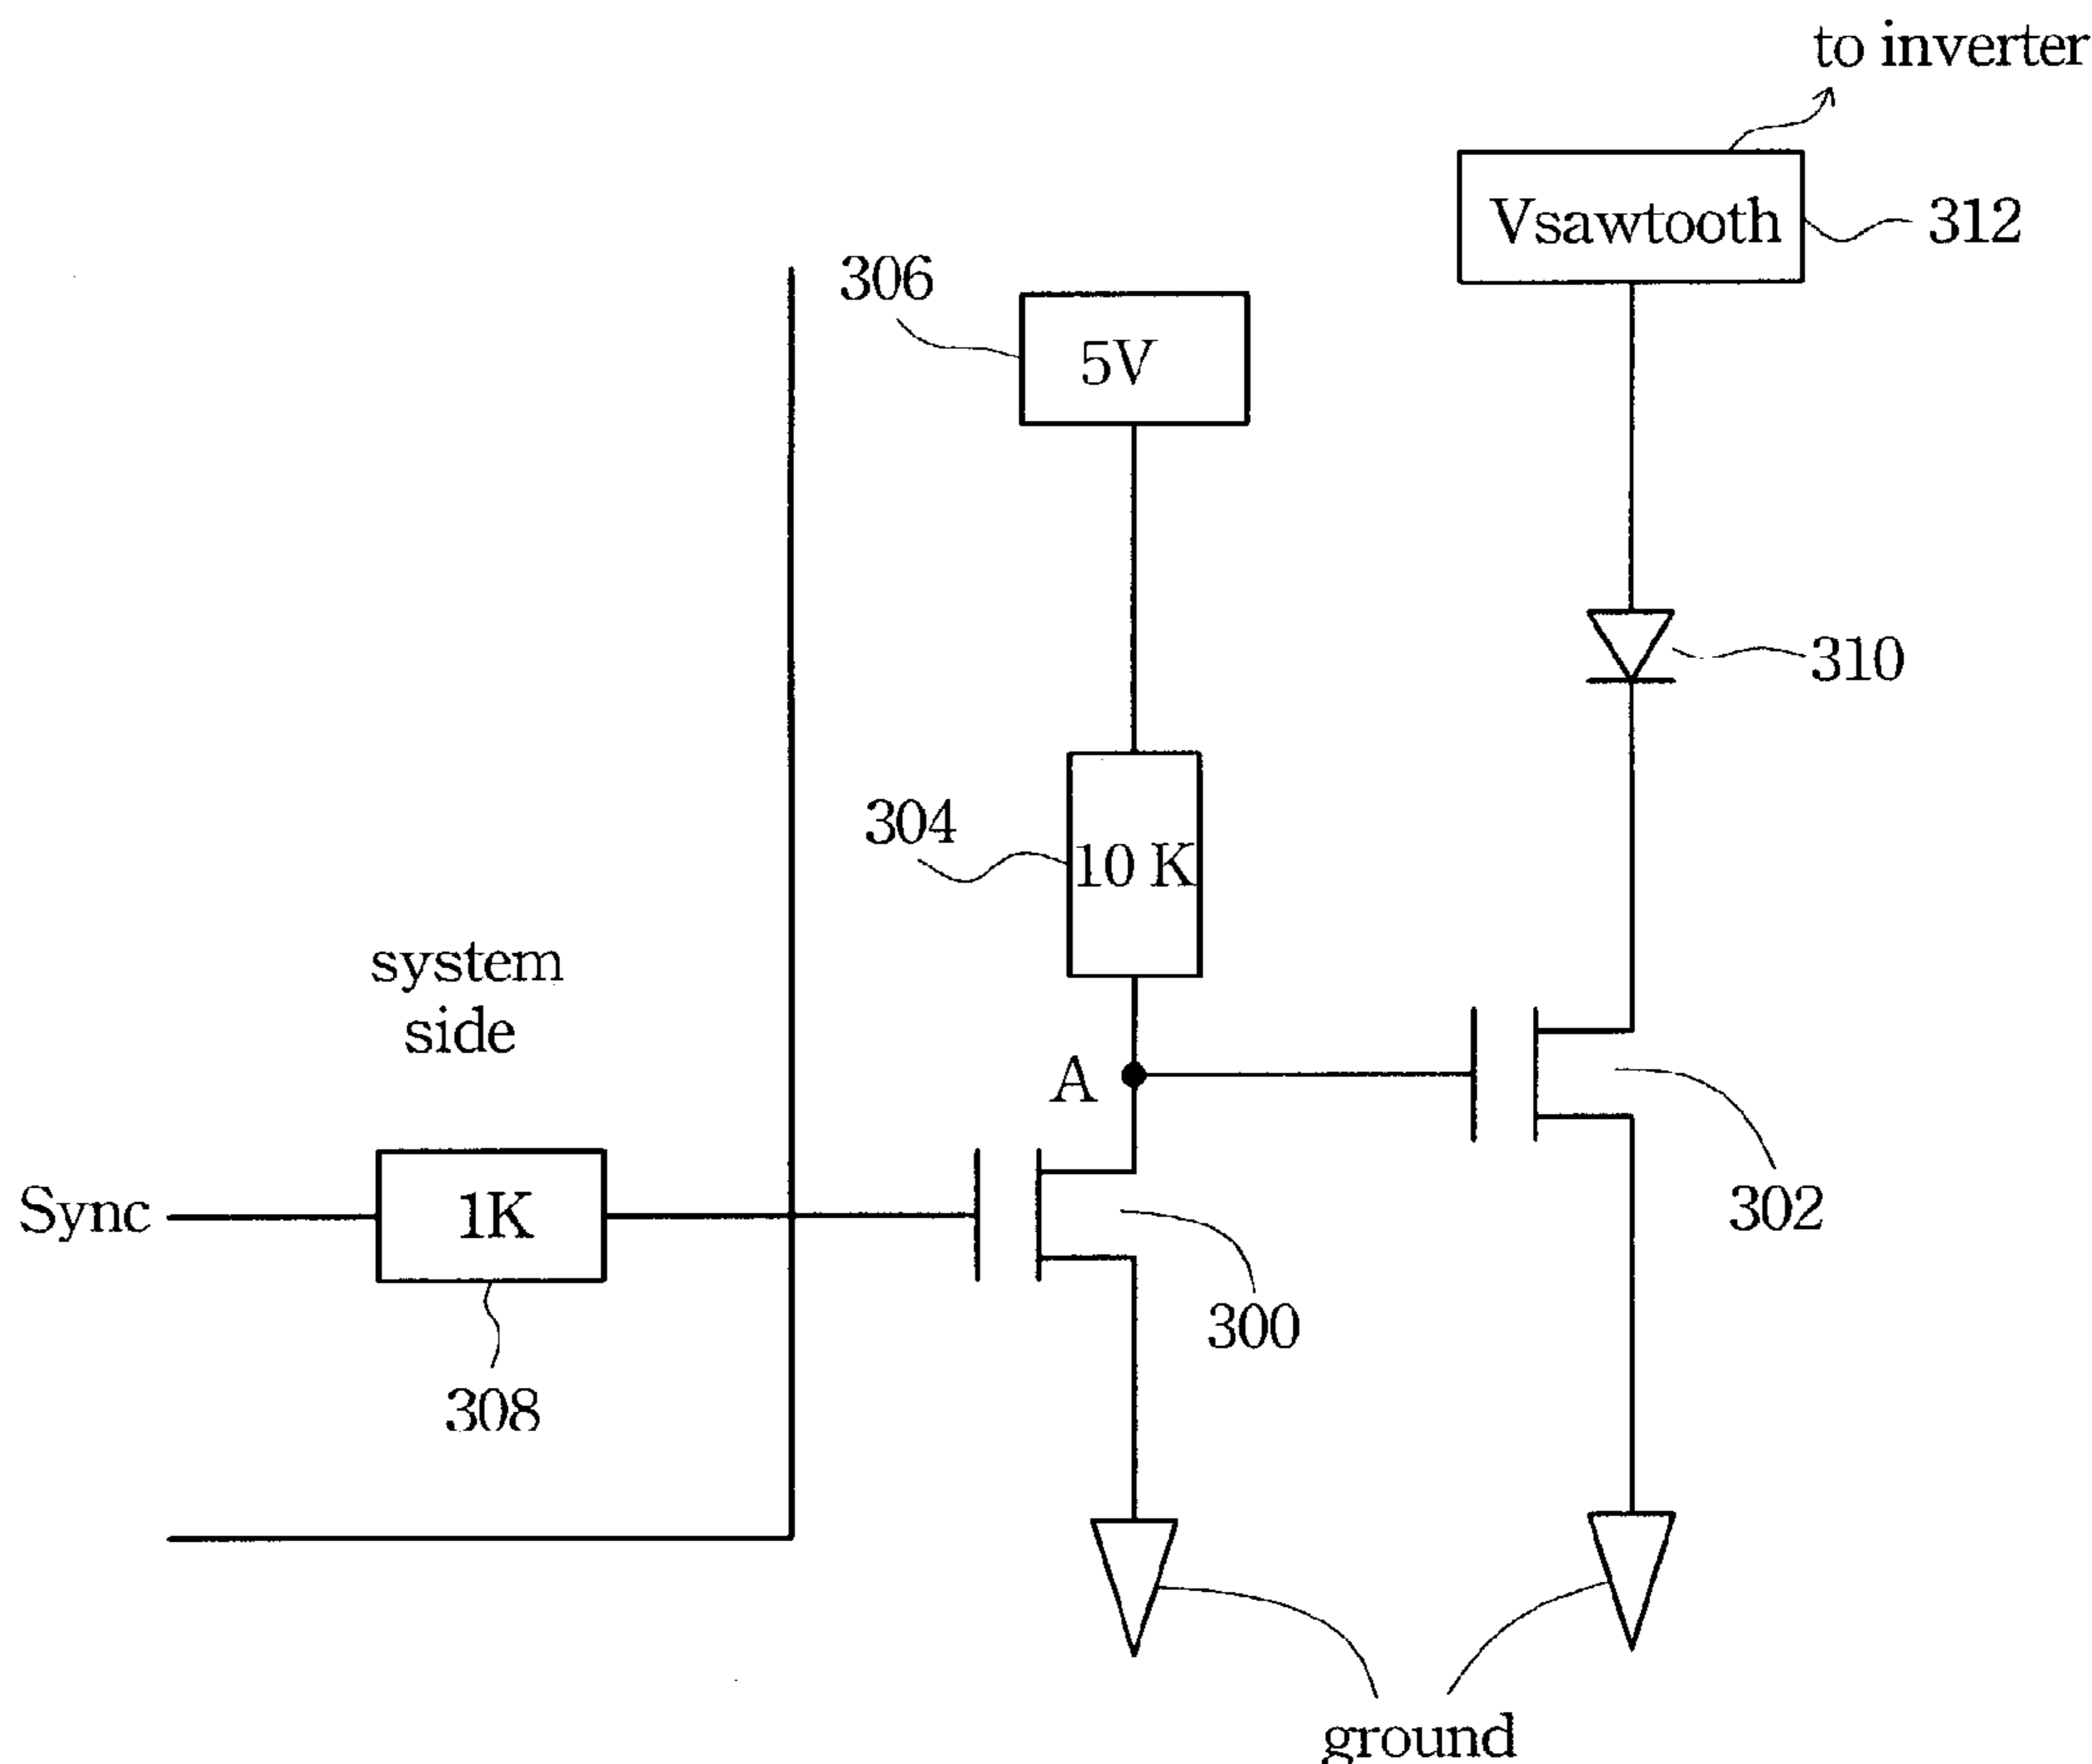 to inverter
Vsawtooth
312
306
5V
310
304
10 K
system
side
A
Sync
1K
302
300
308
ground